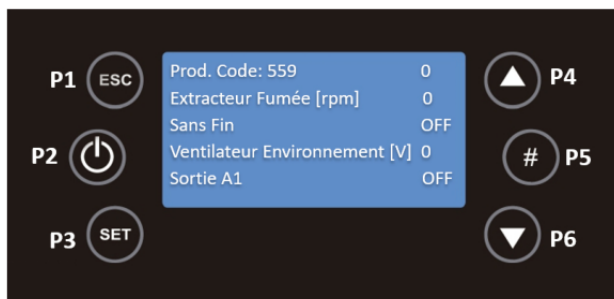 P1 ESC
P2
P3 SET
Prod. Code: 559 0
Extracteur Fumée [rpm] 0
Sans Fin OFF
Ventilateur Environnement [V] 0
Sortie A1 OFF
P4
# P5
P6